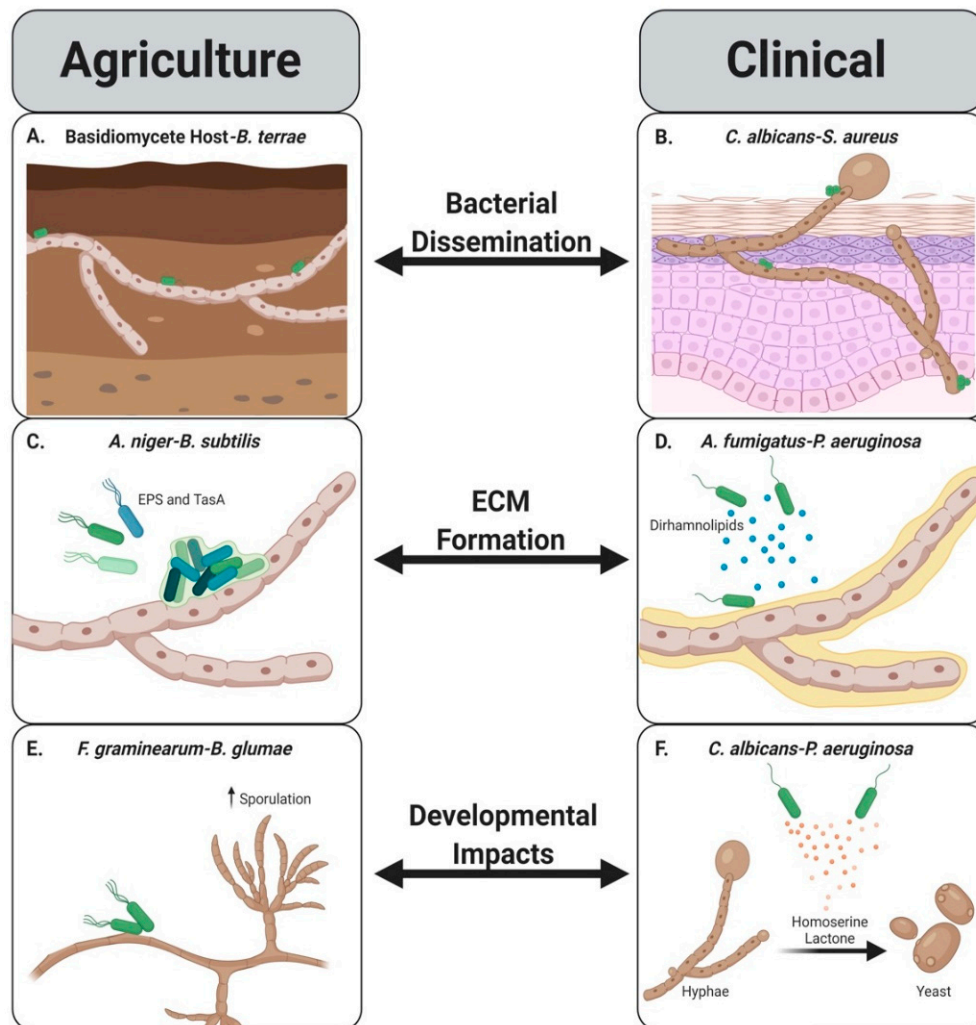 Agriculture
Clinical
A. Basidiomycete Host-B. terrae
Bacterial
Dissemination
B. C. albicans-S. aureus
C. A. niger-B. subtilis
EPS and TasA
ECM
Formation
D. A. fumigatus-P. aeruginosa
Dirhamnolipids
E. F. graminearum-B. glumae
Sporulation
Developmental
Impacts
F. C. albicans-P. aeruginosa
Homoserine
Lactone
Hyphae
Yeast